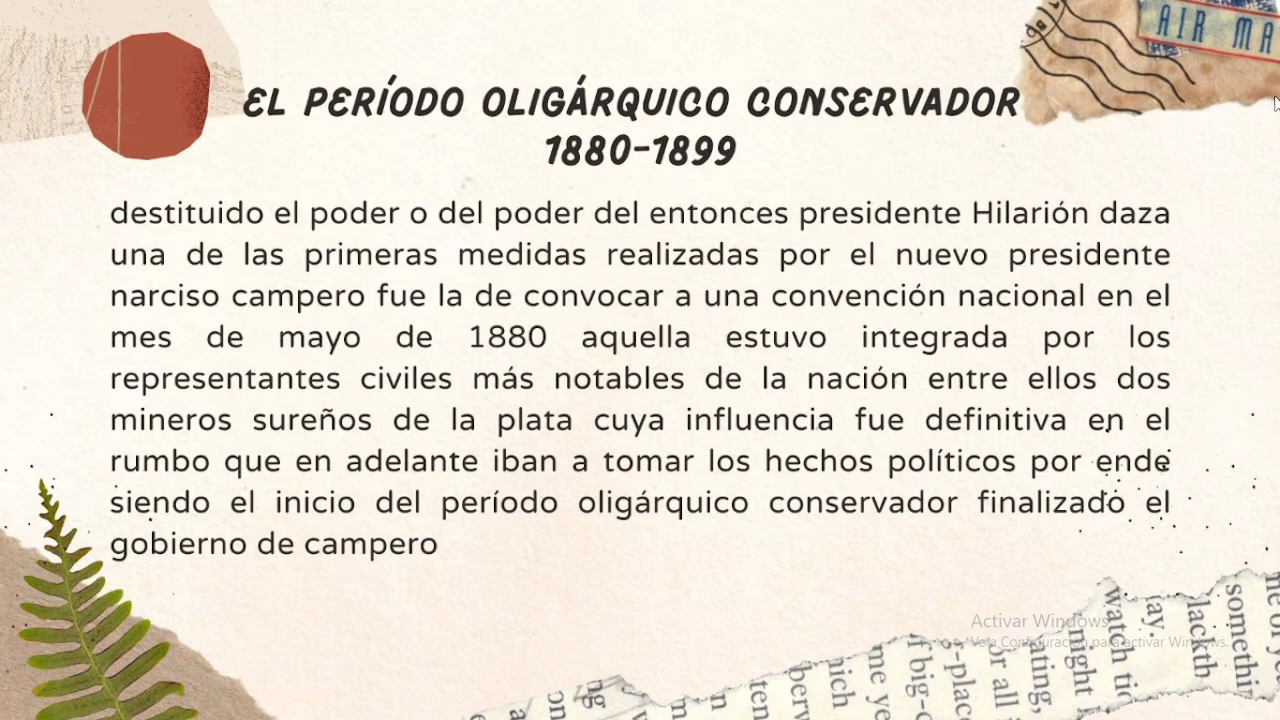 AIR MA
EL PERÍODO OLIGÁRQUICO CONSERVADOR
1880-1899
destituido el poder o del poder del entonces presidente Hilarión daza
una de las primeras medidas realizadas por el nuevo presidente
narciso campero fue la de convocar a una convención nacional en el
mes de mayo de 1880 aquella estuvo integrada por los
representantes civiles más notables de la nación entre ellos dos
mineros sureños de la plata cuya influencia fue definitiva en el
rumbo que en adelante iban a tomar los hechos políticos por ende
siendo el inicio del período oligárquico conservador finalizado el
gobierno de campero
Activar Windows
Ve a Configuración para activar Windows.